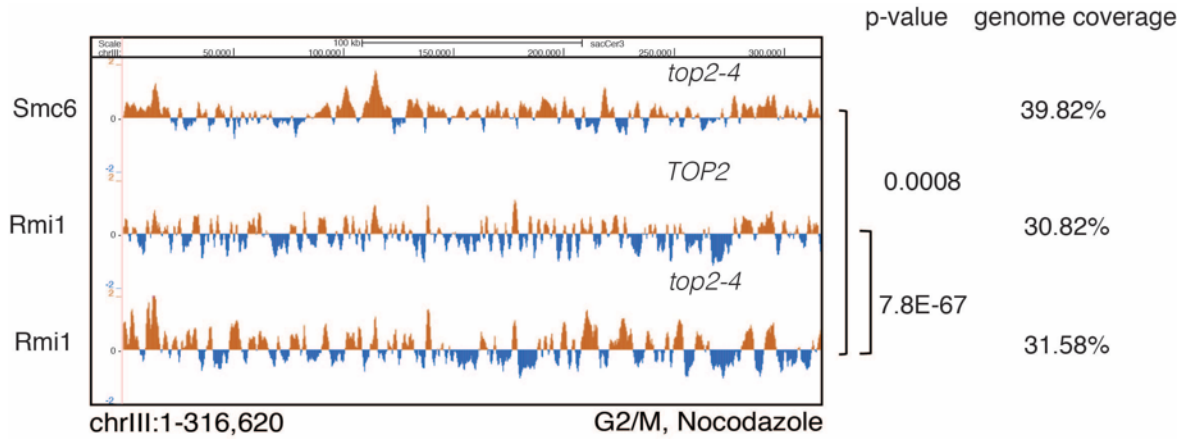 p-value genome coverage
Scale 100 kb sacCer3
chrIII: 50,000 100,000 150,000 200,000 250,000 300,000
2
top2-4
Smc6
39.82%
0
-2
TOP2
2
0.0008
Rmi1
30.82%
0
-2
top2-4
2
7.8E-67
Rmi1
31.58%
0
-2
chrIII:1-316,620 G2/M, Nocodazole